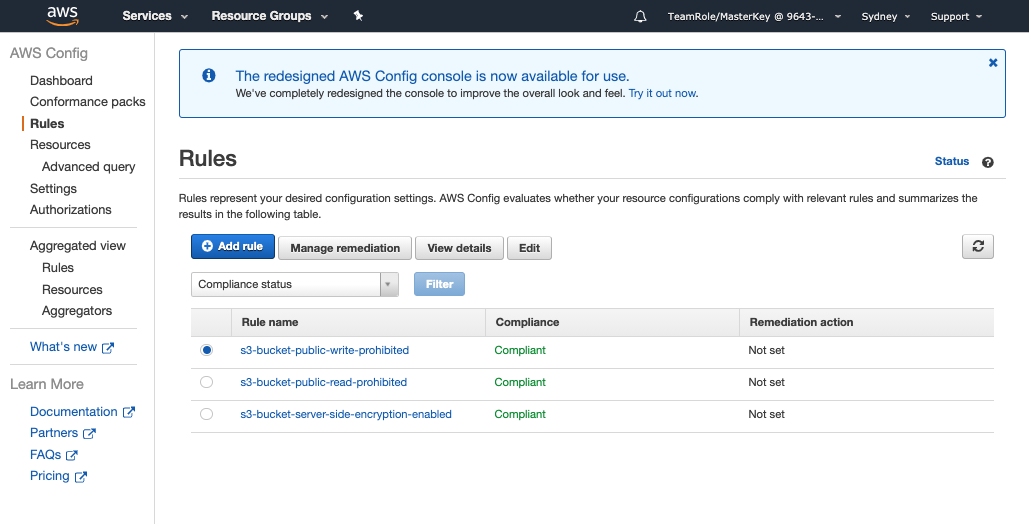 aws
Services
Resource Groups
TeamRole/MasterKey @ 9643-...
Sydney
Support
AWS Config
Dashboard
Conformance packs
Rules
Resources
Advanced query
Settings
Authorizations
Aggregated view
Rules
Resources
Aggregators
What's new
Learn More
Documentation
Partners
FAQs
Pricing
The redesigned AWS Config console is now available for use.
We've completely redesigned the console to improve the overall look and feel. Try it out now.
Rules
Status
Rules represent your desired configuration settings. AWS Config evaluates whether your resource configurations comply with relevant rules and summarizes the
results in the following table.
Add rule
Manage remediation
View details
Edit
Compliance status
Filter
Rule name Compliance Remediation action
s3-bucket-public-write-prohibited Compliant Not set
s3-bucket-public-read-prohibited Compliant Not set
s3-bucket-server-side-encryption-enabled Compliant Not set